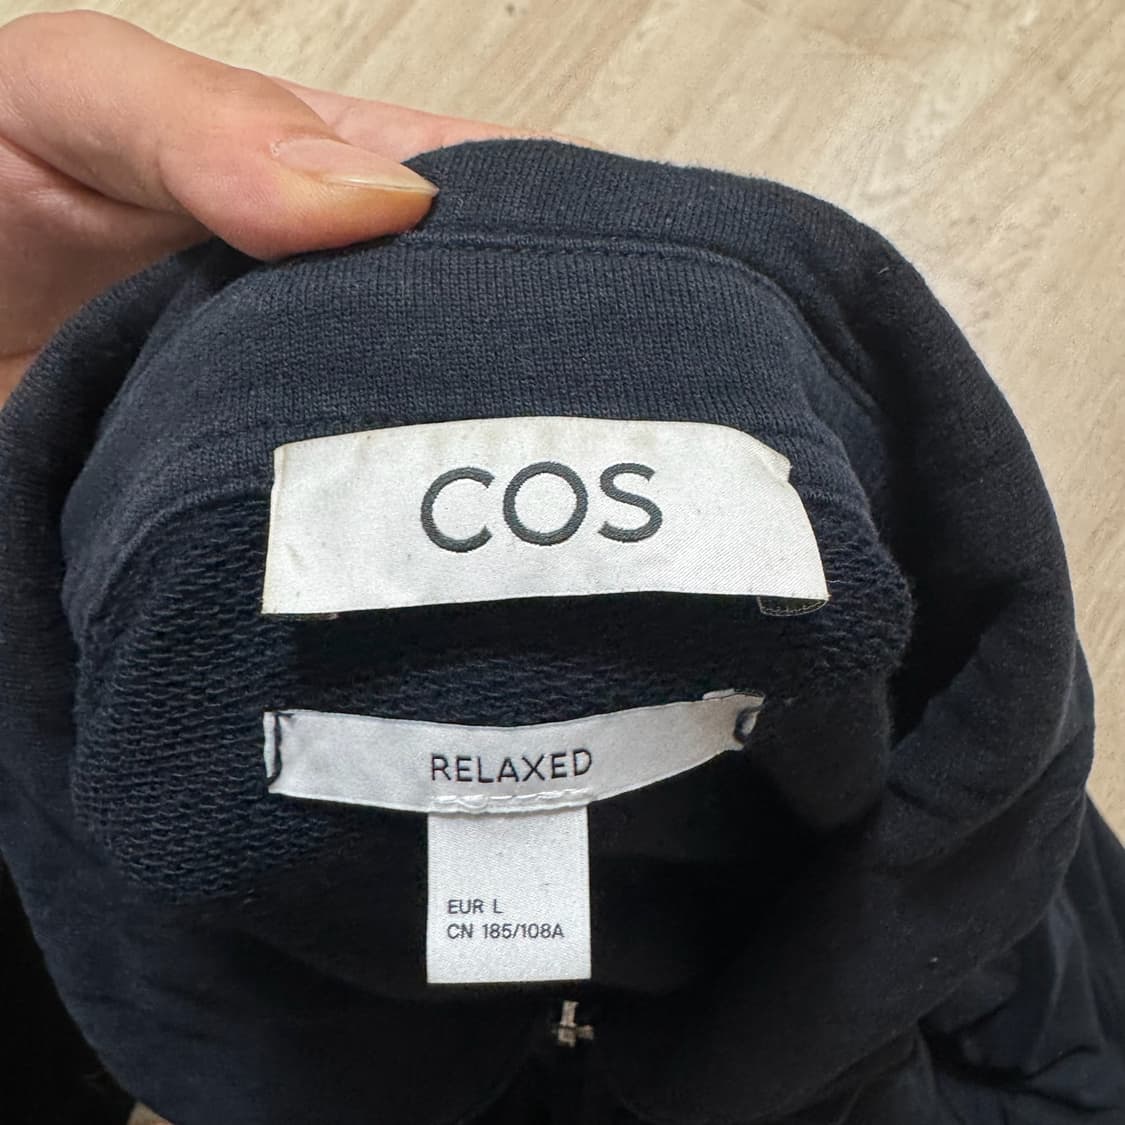 COS
RELAXED
EUR L
CN 185/108A